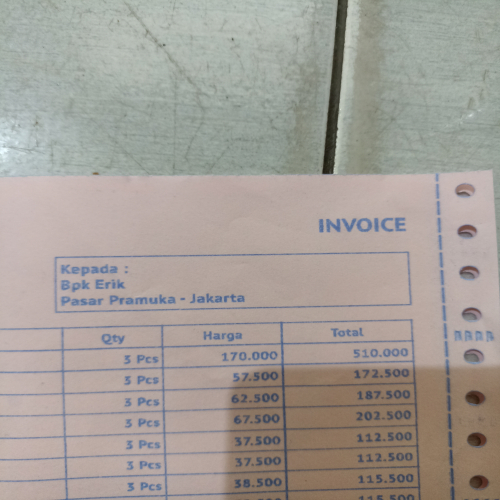 INVOICE
Kepada :
Bpk Erik
Pasar Pramuka - Jakarta
Qty Harga Total
3 Pcs 170.000 510.000
3 Pcs 57.500 172.500
3 Pcs 62.500 187.500
3 Pcs 67.500 202.500
3 Pcs 37.500 112.500
3 Pcs 37.500 112.500
3 Pcs 38.500 115.500
115.500